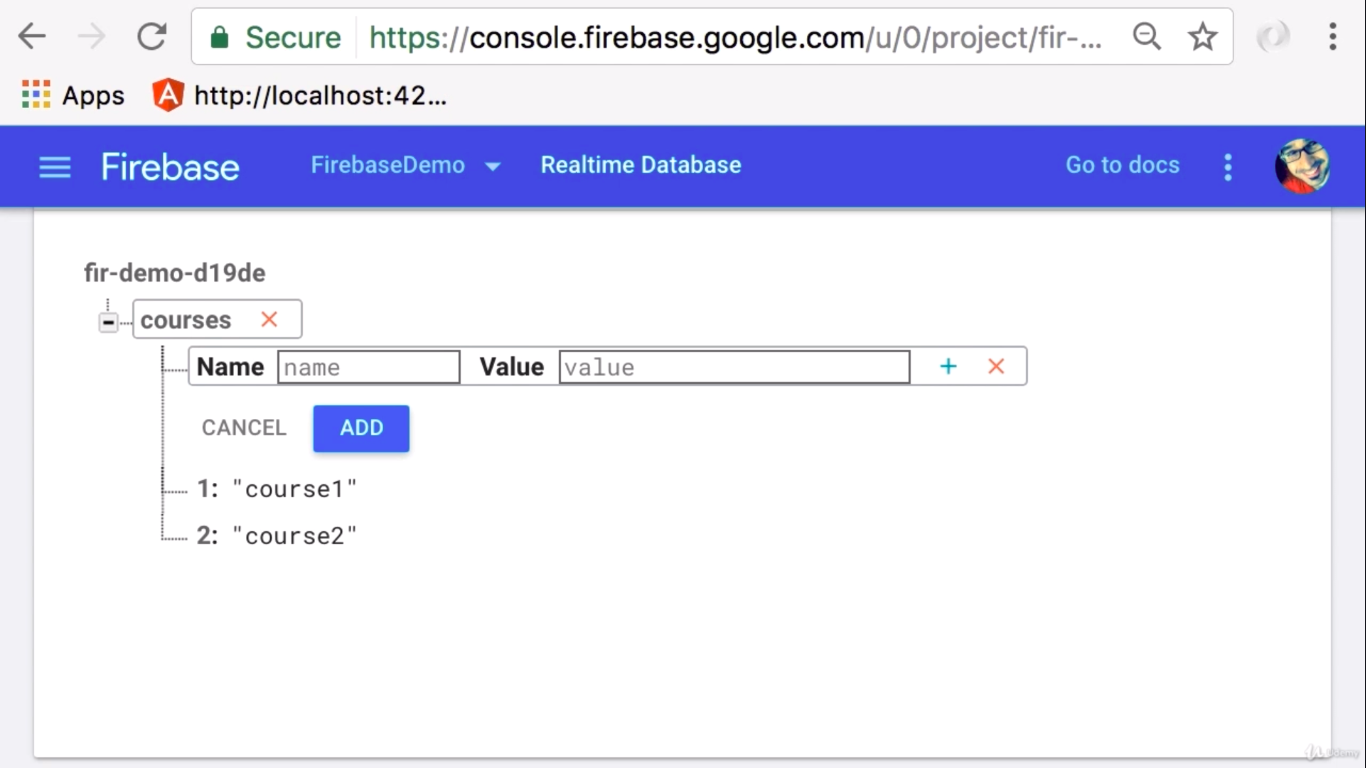 Secure https://console.firebase.google.com/u/0/project/fir-...
Apps http://localhost:42...
Firebase FirebaseDemo Realtime Database Go to docs
fir-demo-d19de
courses
Name name Value value
CANCEL ADD
1: "course1"
2: "course2"
Udemy